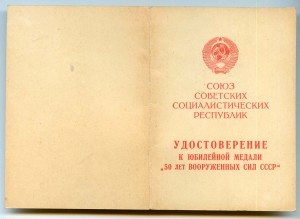 СОЮЗ
СОВЕТСКИХ
СОЦИАЛИСТИЧЕСКИХ
РЕСПУБЛИК
УДОСТОВЕРЕНИЕ
К ЮБИЛЕЙНОЙ МЕДАЛИ
„50 ЛЕТ ВООРУЖЕННЫХ СИЛ СССР“